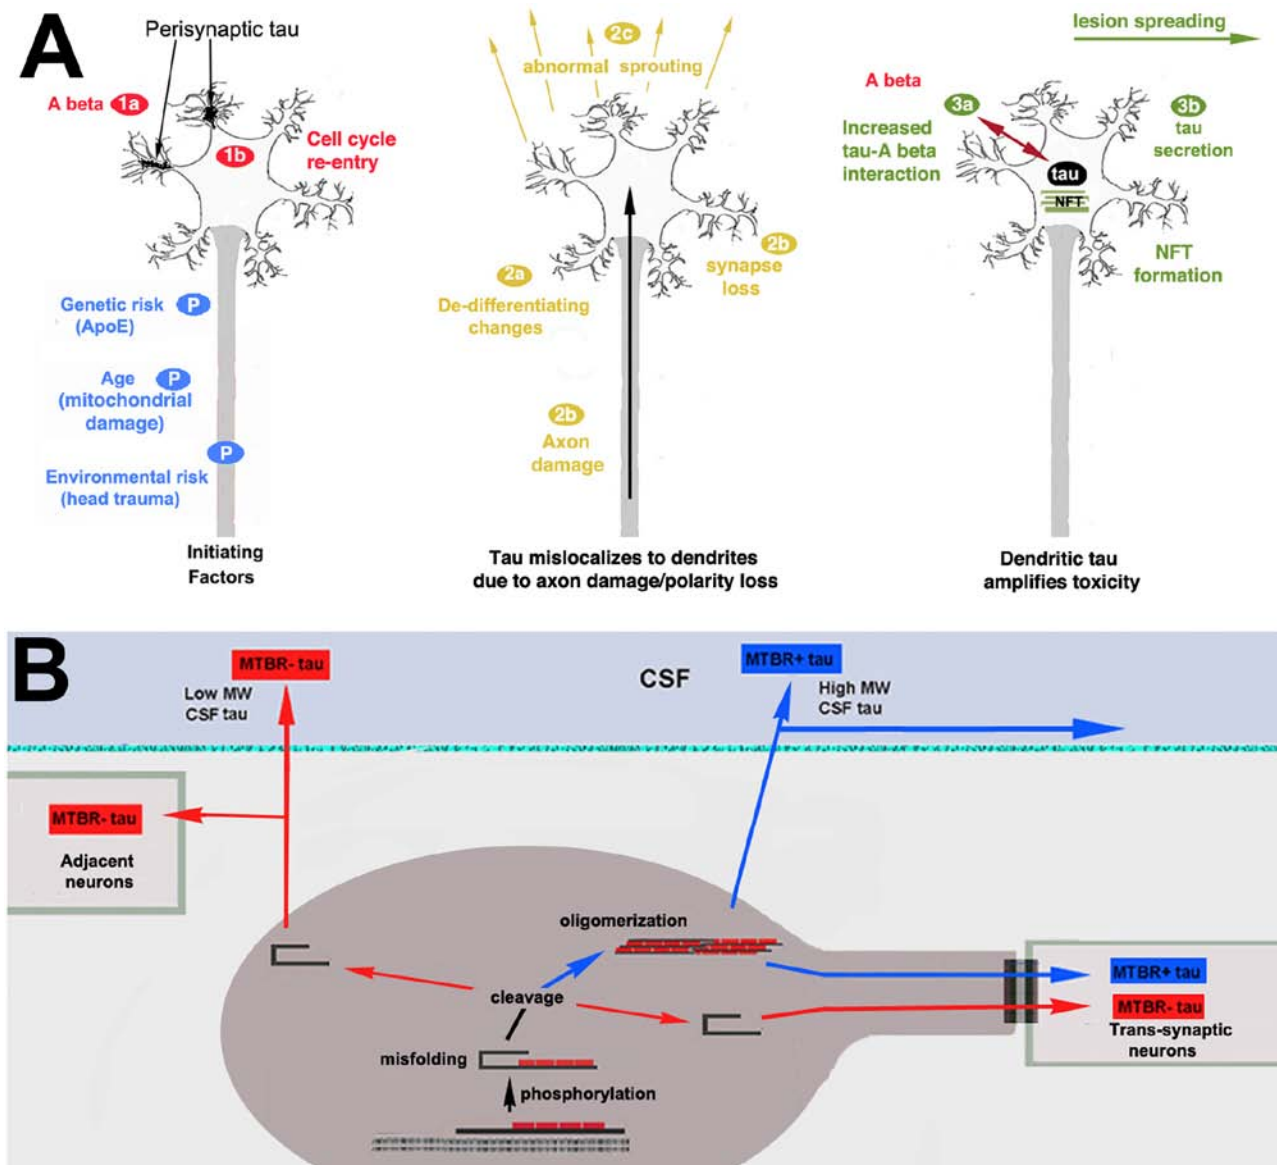 A
Perisynaptic tau
A beta 1a
1b
Cell cycle
re-entry
Genetic risk P
(ApoE)
Age P
(mitochondrial
damage)
P
Environmental risk
(head trauma)
Initiating
Factors
2c
abnormal sprouting
2a
De-differentiating
changes
2b
synapse
loss
2b
Axon
damage
Tau mislocalizes to dendrites
due to axon damage/polarity loss
lesion spreading
A beta
3a
Increased
tau-A beta
interaction
3b
tau
secretion
tau
NFT
NFT
formation
Dendritic tau
amplifies toxicity
B
MTBR- tau
Low MW
CSF tau
CSF
MTBR+ tau
High MW
CSF tau
MTBR- tau
Adjacent
neurons
oligomerization
cleavage
misfolding
phosphorylation
MTBR+ tau
MTBR- tau
Trans-synaptic
neurons